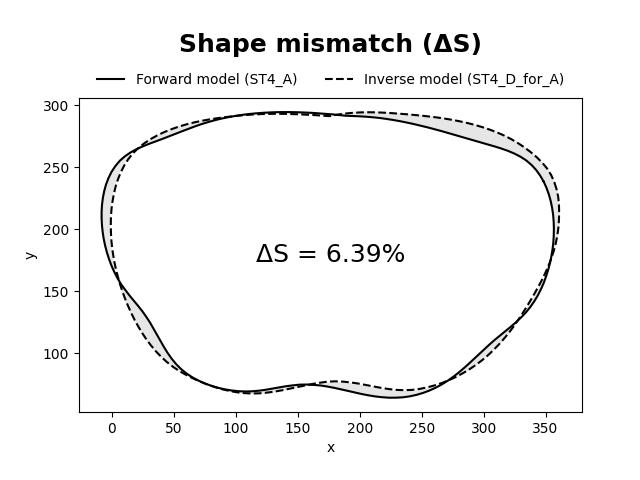 Shape mismatch (ΔS)
Forward model (ST4_A) Inverse model (ST4_D_for_A)
300
250
200
150
100
y
ΔS = 6.39%
0 50 100 150 200 250 300 350
x